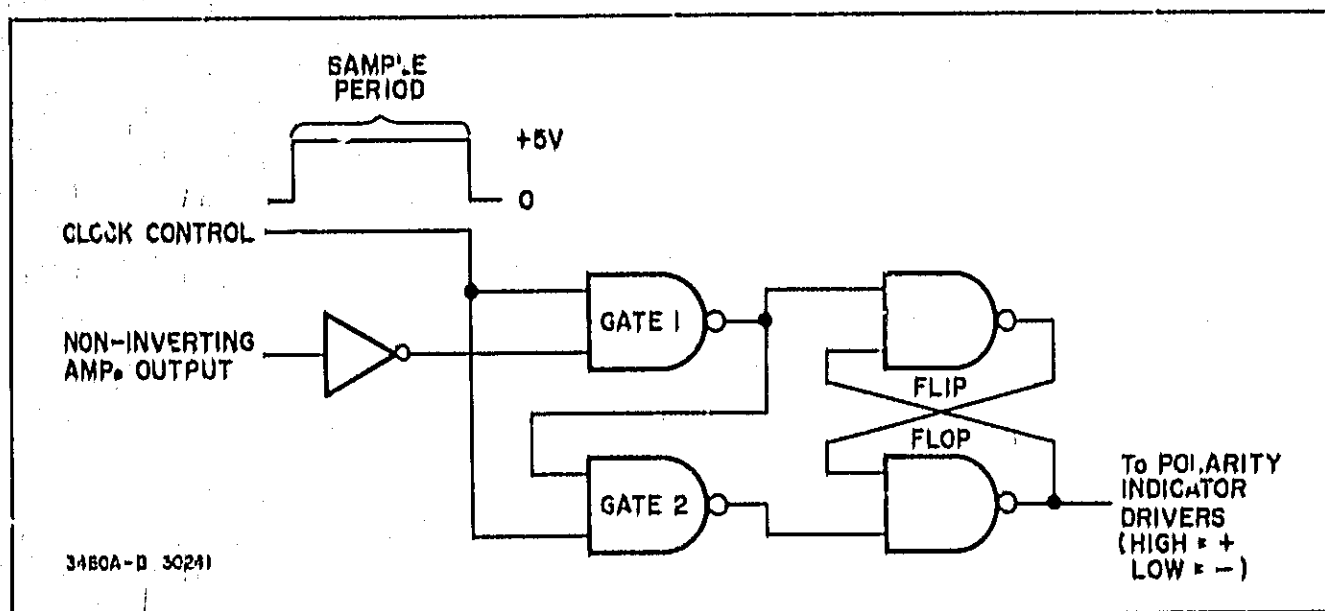 SAMPLE
PERIOD
+5V
0
CLOCK CONTROL
GATE 1
NON-INVERTING
AMP. OUTPUT
FLIP
FLOP
GATE 2
To POLARITY
INDICATOR
DRIVERS
(HIGH = +
LOW = -)
3480A-D 30241